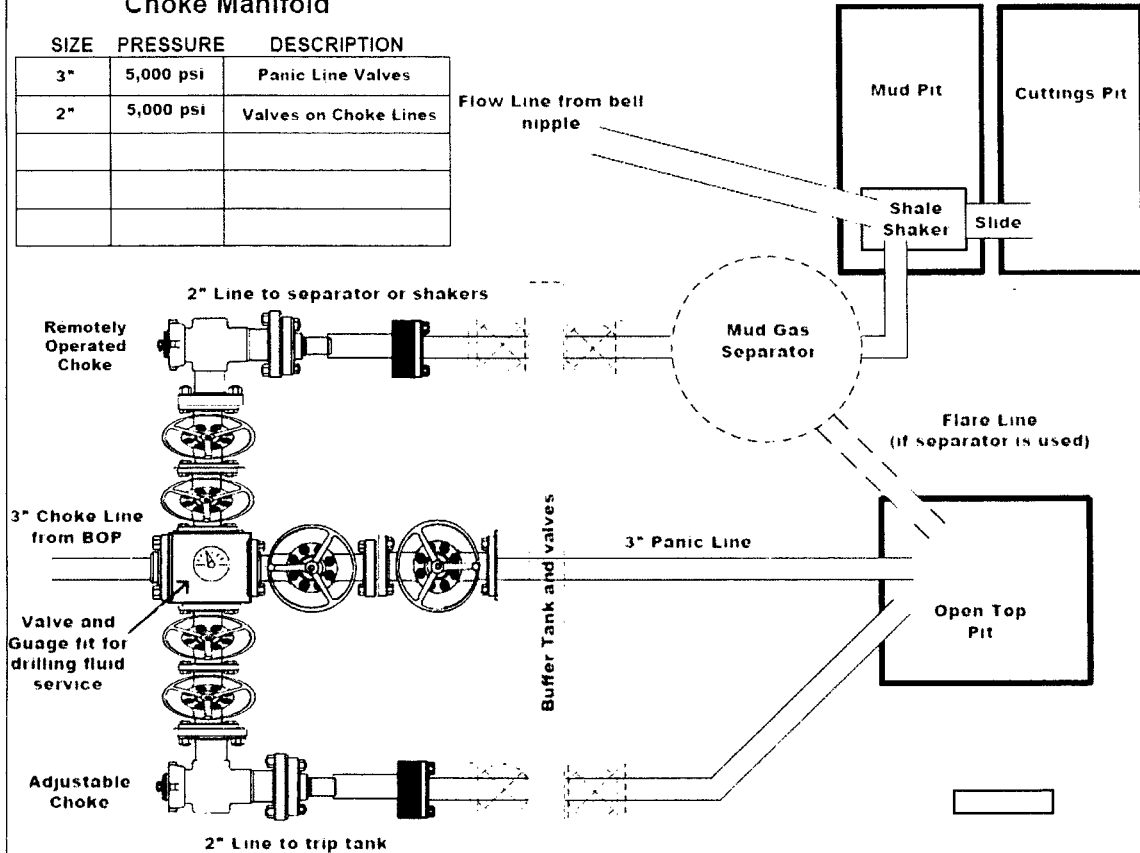 Choke Manifold
SIZE PRESSURE DESCRIPTION
3" 5,000 psi Panic Line Valves
2" 5,000 psi Valves on Choke Lines
Flow Line from bell
nipple
Mud Pit
Cuttings Pit
Shale
Shaker
Slide
2" Line to separator or shakers
Remotely
Operated
Choke
Mud Gas
Separator
Flare Line
(if separator is used)
3" Choke Line
from BOP
3" Panic Line
Buffer Tank and valves
Open Top
Pit
Valve and
Guage fit for
drilling fluid
service
Adjustable
Choke
2" Line to trip tank